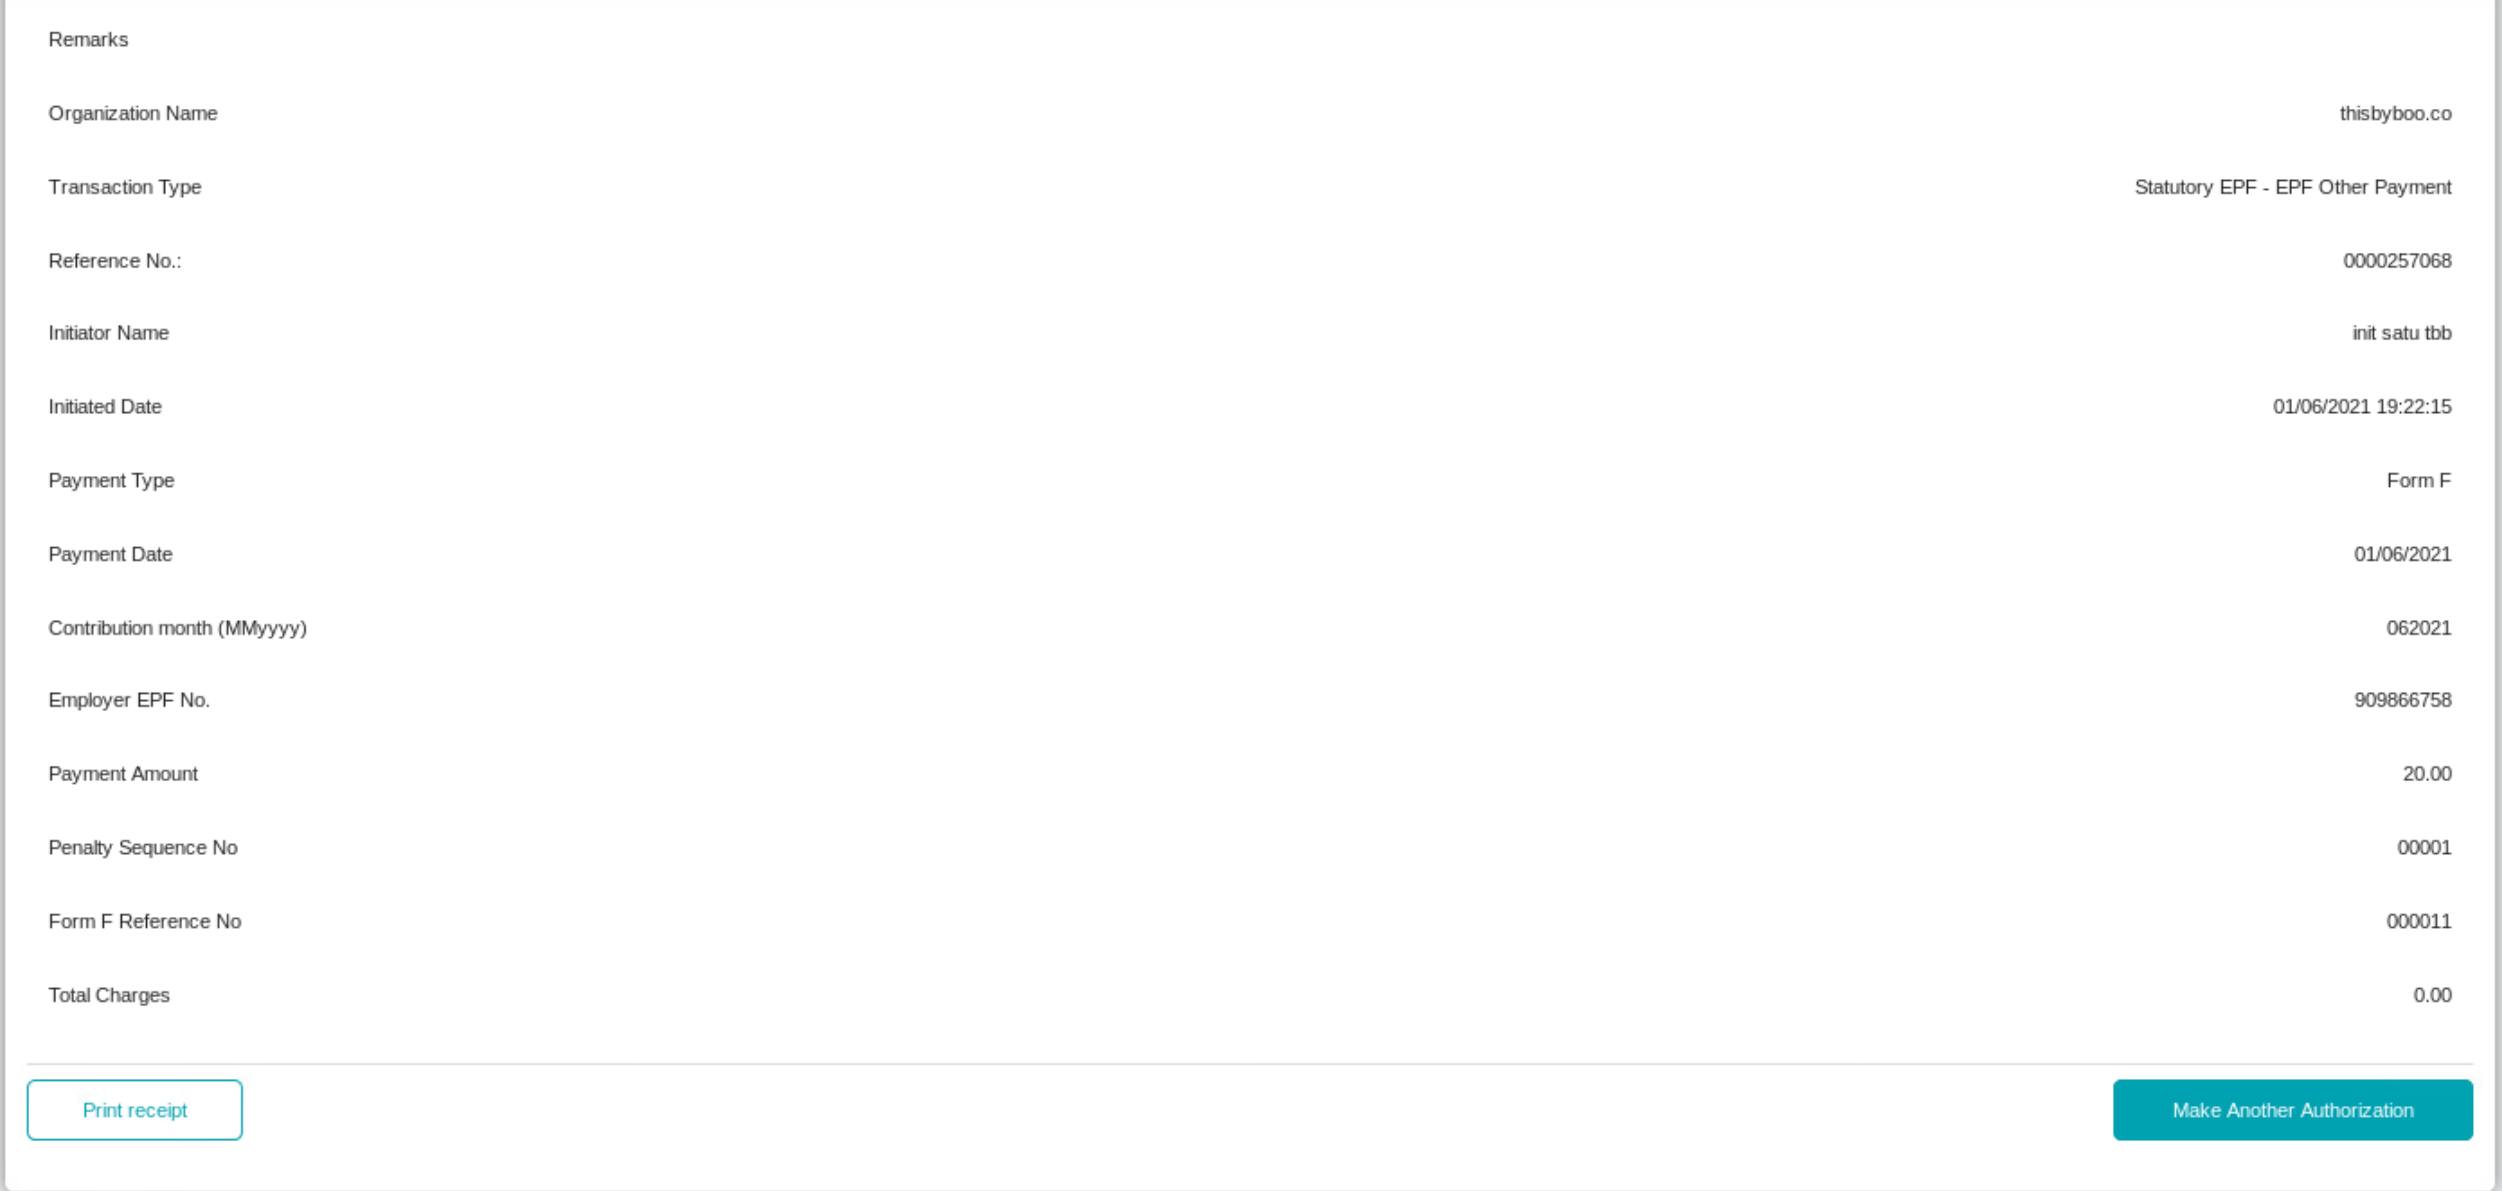 Remarks
Organization Name thisbyboo.co
Transaction Type Statutory EPF - EPF Other Payment
Reference No.: 0000257068
Initiator Name init satu tbb
Initiated Date 01/06/2021 19:22:15
Payment Type Form F
Payment Date 01/06/2021
Contribution month (MMyyyy) 062021
Employer EPF No. 909866758
Payment Amount 20.00
Penalty Sequence No 00001
Form F Reference No 000011
Total Charges 0.00
Print receipt Make Another Authorization